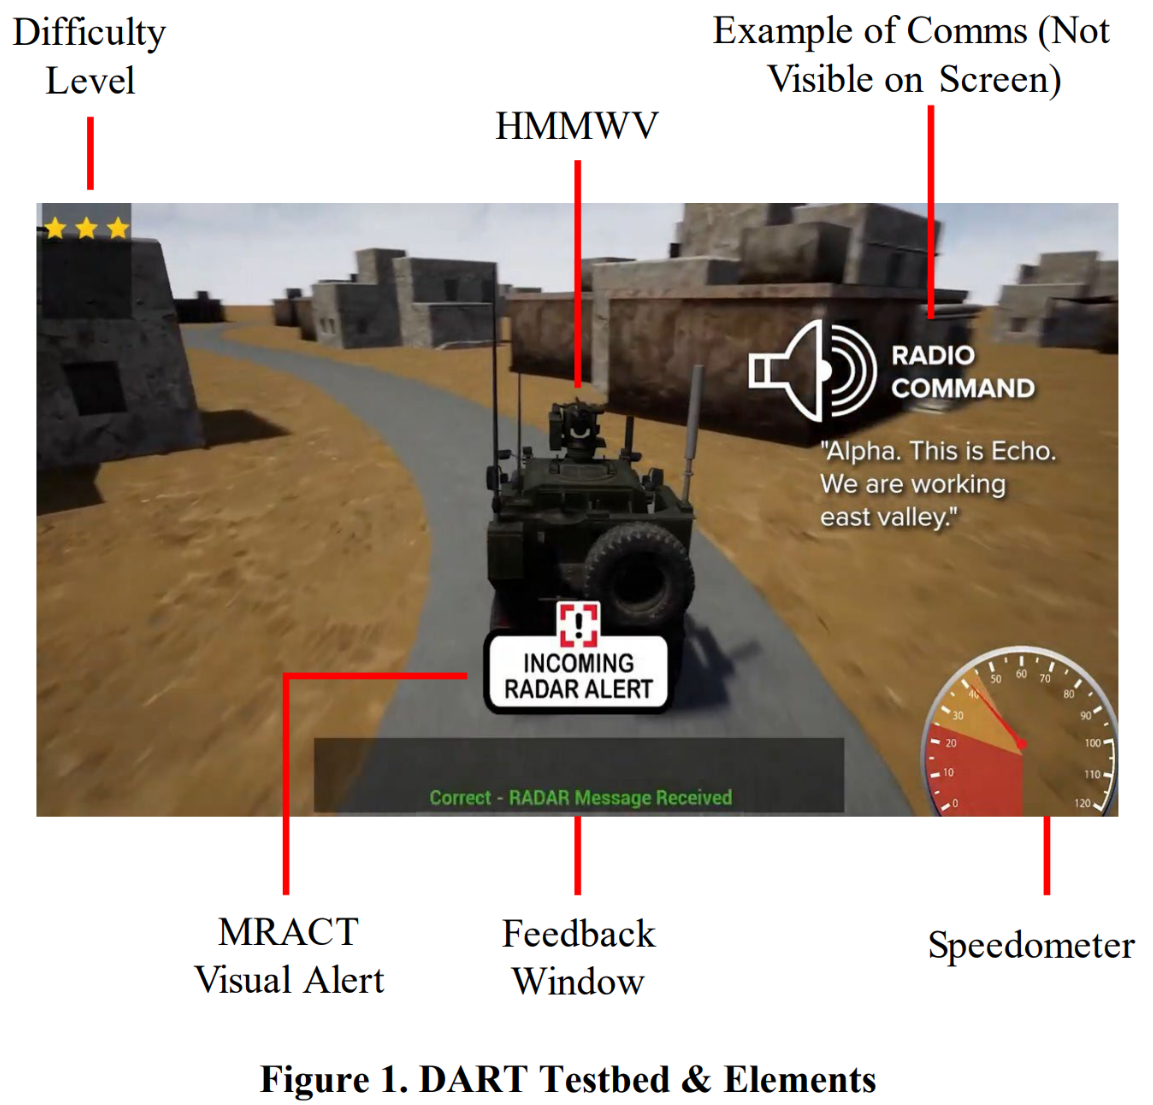 Difficulty
Level
Example of Comms (Not
Visible on Screen)
HMMWV
RADIO
COMMAND
"Alpha. This is Echo.
We are working
east valley."
INCOMING
RADAR ALERT
Correct - RADAR Message Received
0
10
20
30
40
50
60
70
80
90
100
110
120
MRACT
Visual Alert
Feedback
Window
Speedometer
Figure 1. DART Testbed & Elements